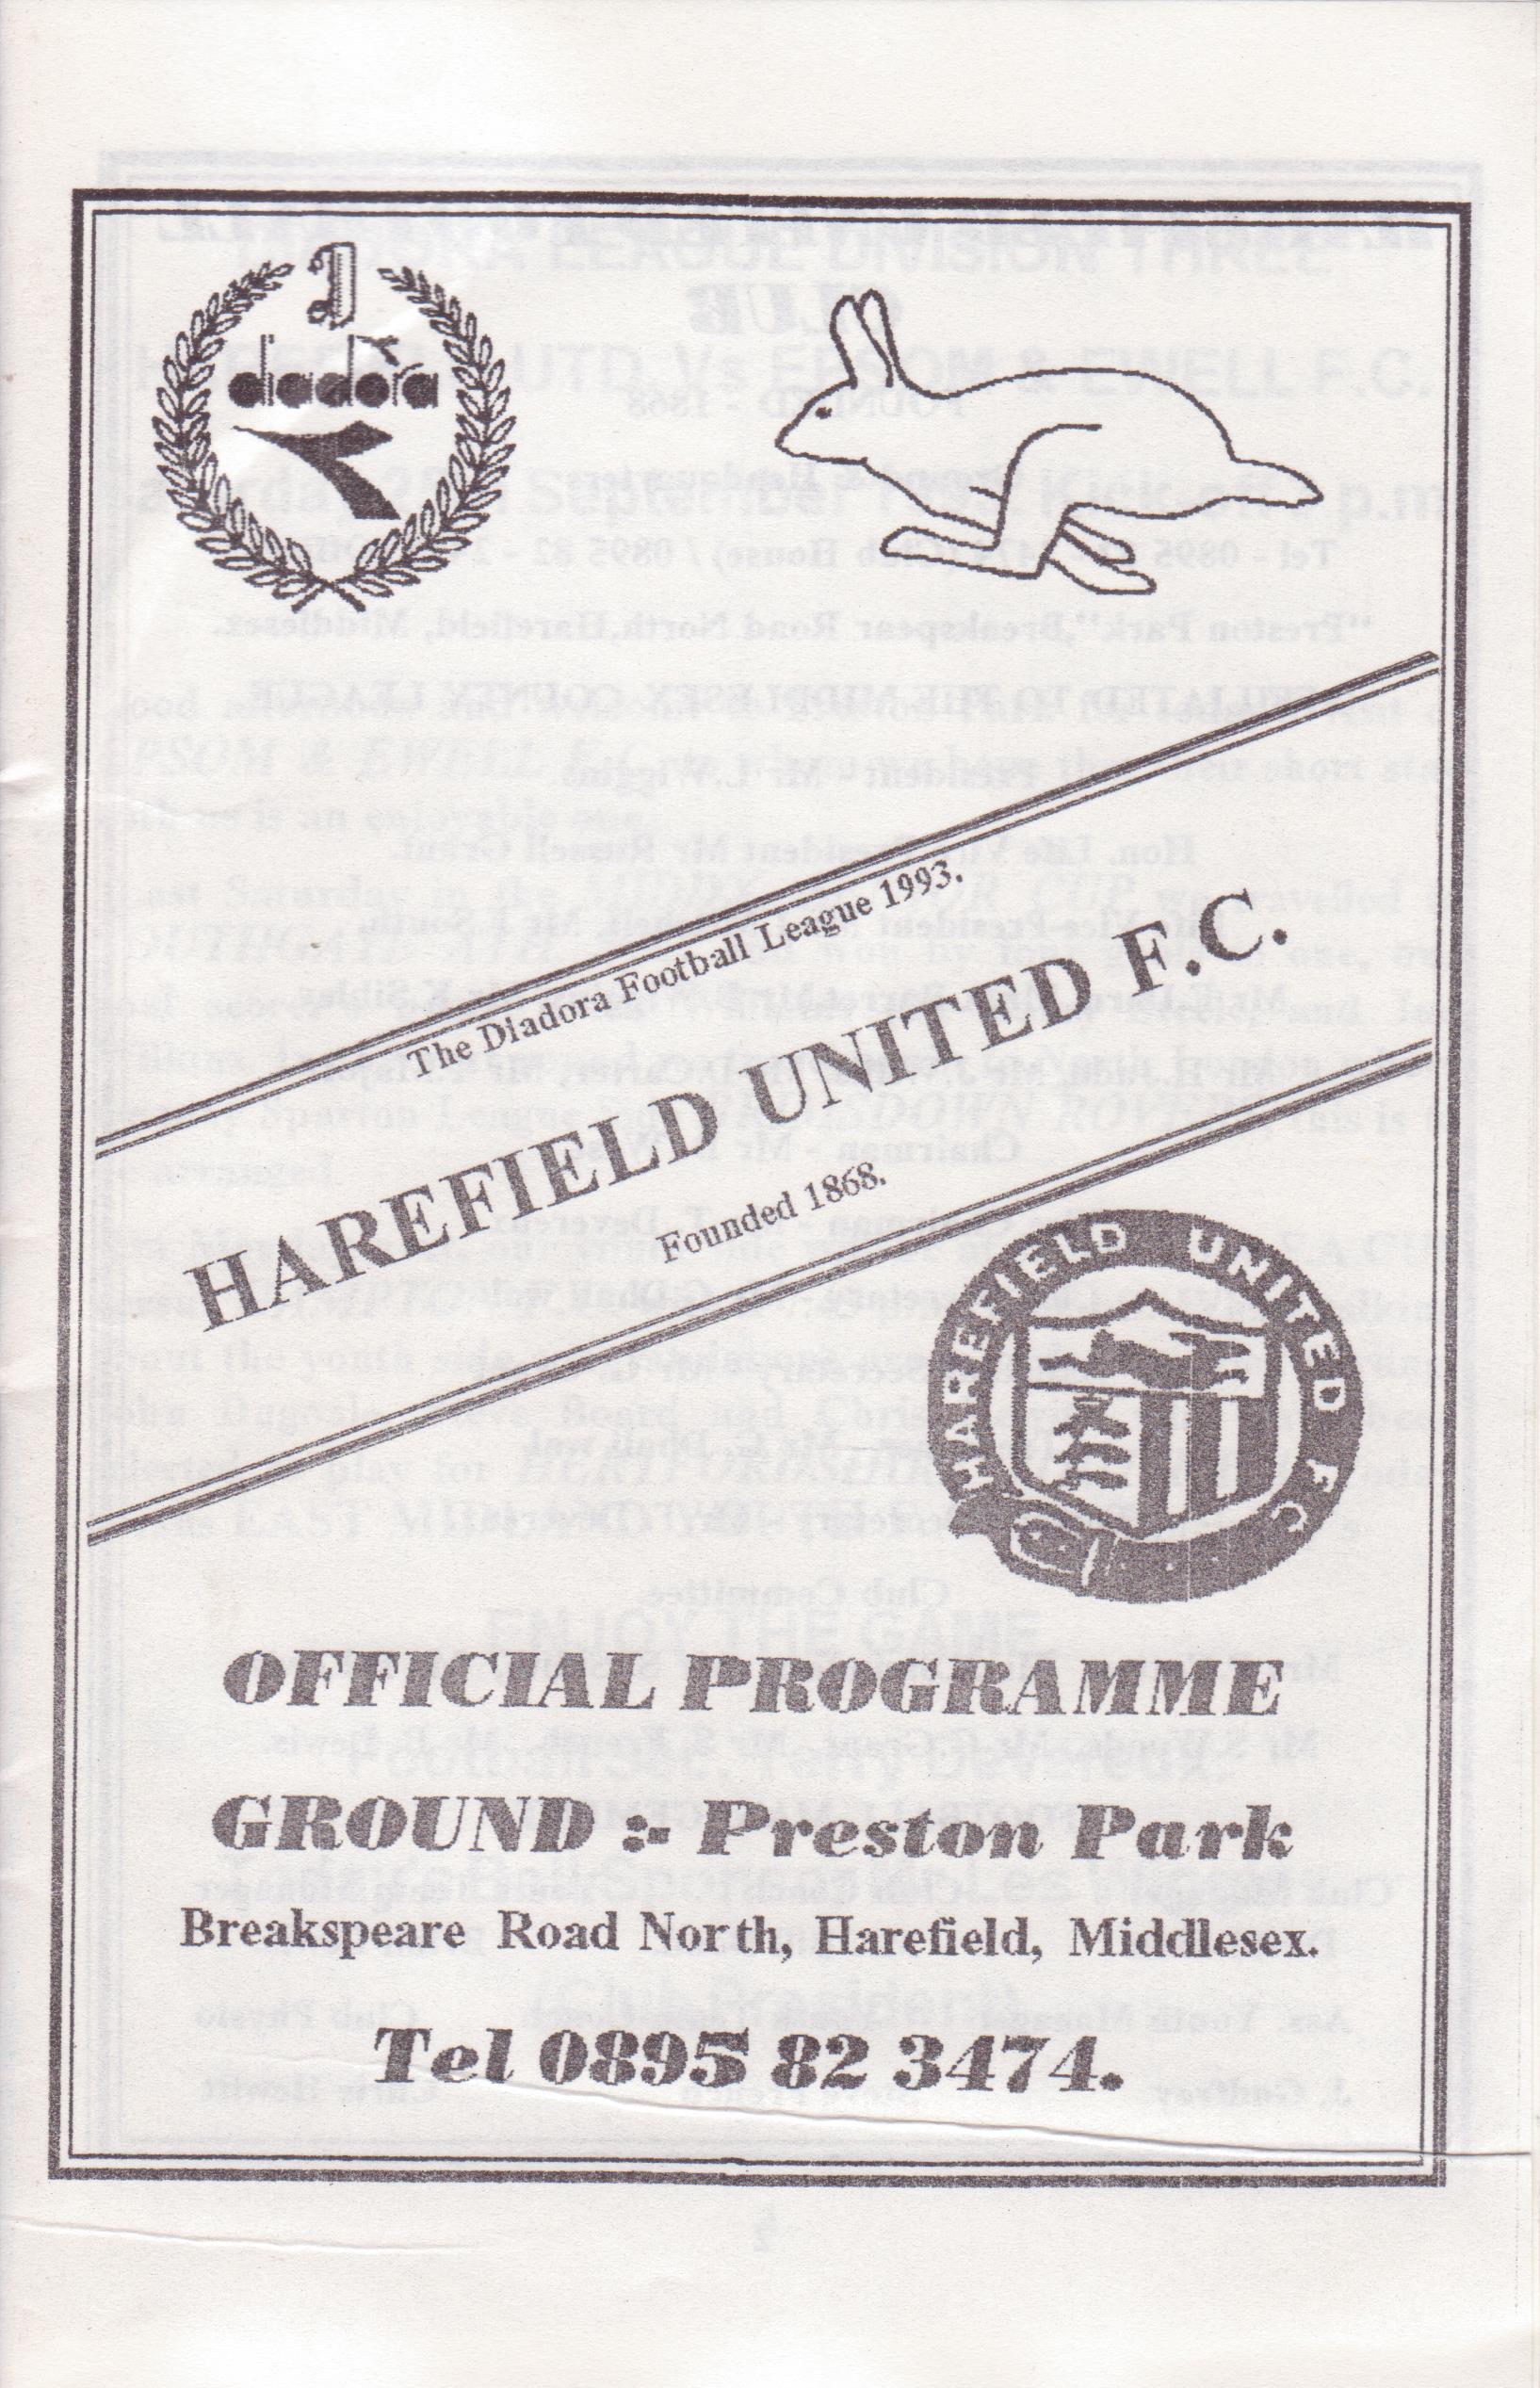 diadora
The Diadora Football League 1993.
HAREFIELD UNITED F.C.
Founded 1868.
HAREFIELD UNITED FC
OFFICIAL PROGRAMME
GROUND :- Preston Park
Breakspeare Road North, Harefield, Middlesex.
Tel 0895 82 3474.